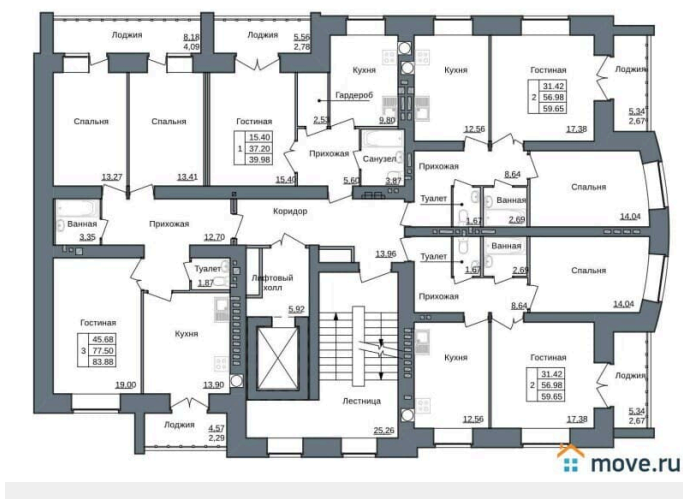 Лоджия
8.18
4.09
Лоджия
5.56
2.78
Спальня
13.27
Спальня
13.41
Гостиная
15.40
1 37.20
39.98
15.40
Гардероб
2.53
Кухня
9.80
Прихожая
5.60
Санузел
3.87
Кухня
12.56
Гостиная
31.42
2 56.98
59.65
17.38
Лоджия
5.34
2.67
Прихожая
8.64
Туалет
1.67
Ванная
2.69
Спальня
14.04
Ванная
3.35
Прихожая
12.70
Коридор
13.96
Туалет
1.87
Лифтовый
холл
5.92
Туалет
1.67
Ванная
2.69
Прихожая
8.64
Спальня
14.04
Гостиная
45.68
3 77.50
83.88
19.00
Кухня
13.90
Лоджия
4.57
2.29
Лестница
25.26
Кухня
12.56
Гостиная
31.42
2 56.98
59.65
17.38
Лоджия
5.34
2.67
move.ru